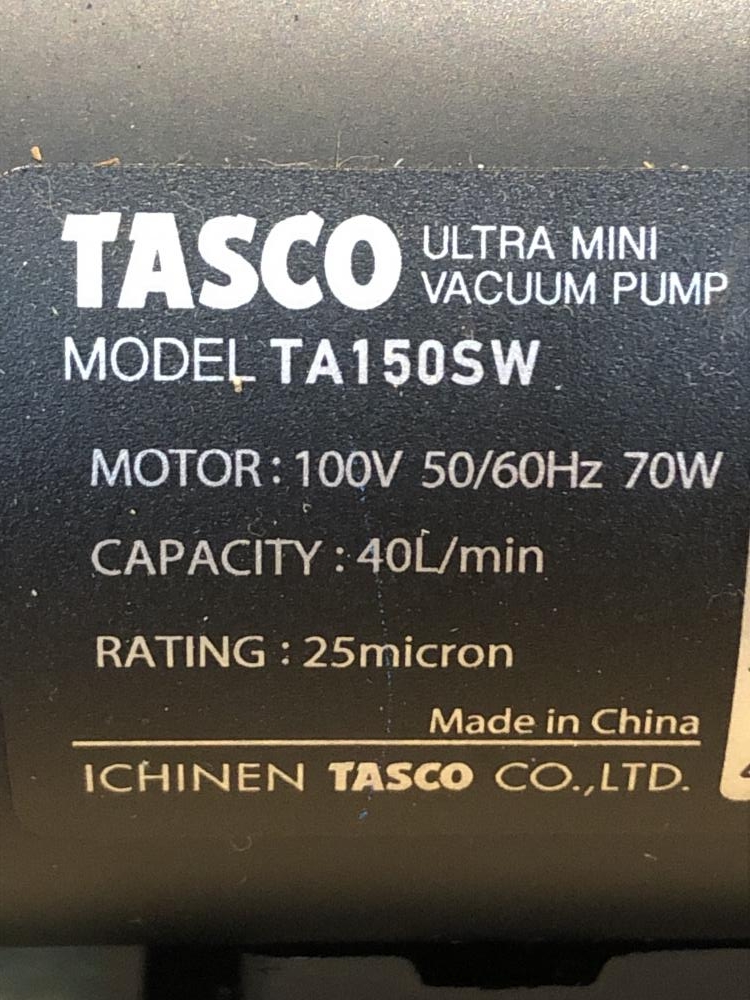 TASCO ULTRA MINI
VACUUM PUMP
MODEL TA150SW
MOTOR : 100V 50/60Hz 70W
CAPACITY : 40L/min
RATING : 25micron
Made in China
ICHINEN TASCO CO.,LTD.